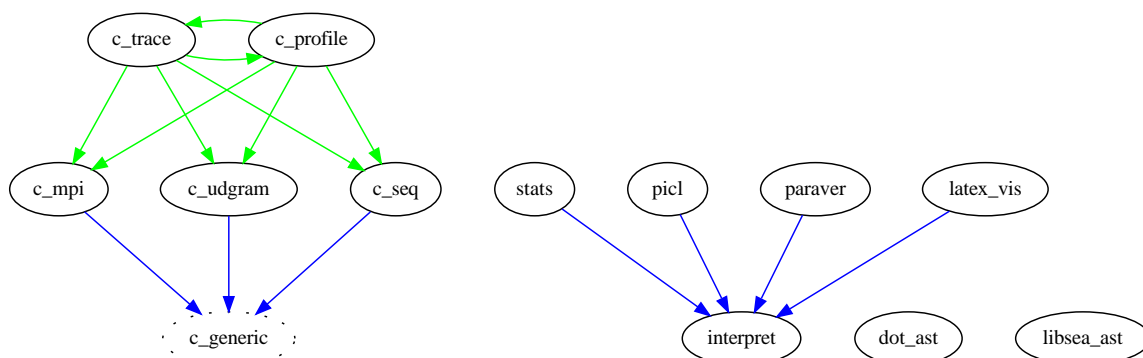 c_trace
c_profile
c_mpi
c_udgram
c_seq
stats
picl
paraver
latex_vis
c_generic
interpret
dot_ast
libsea_ast